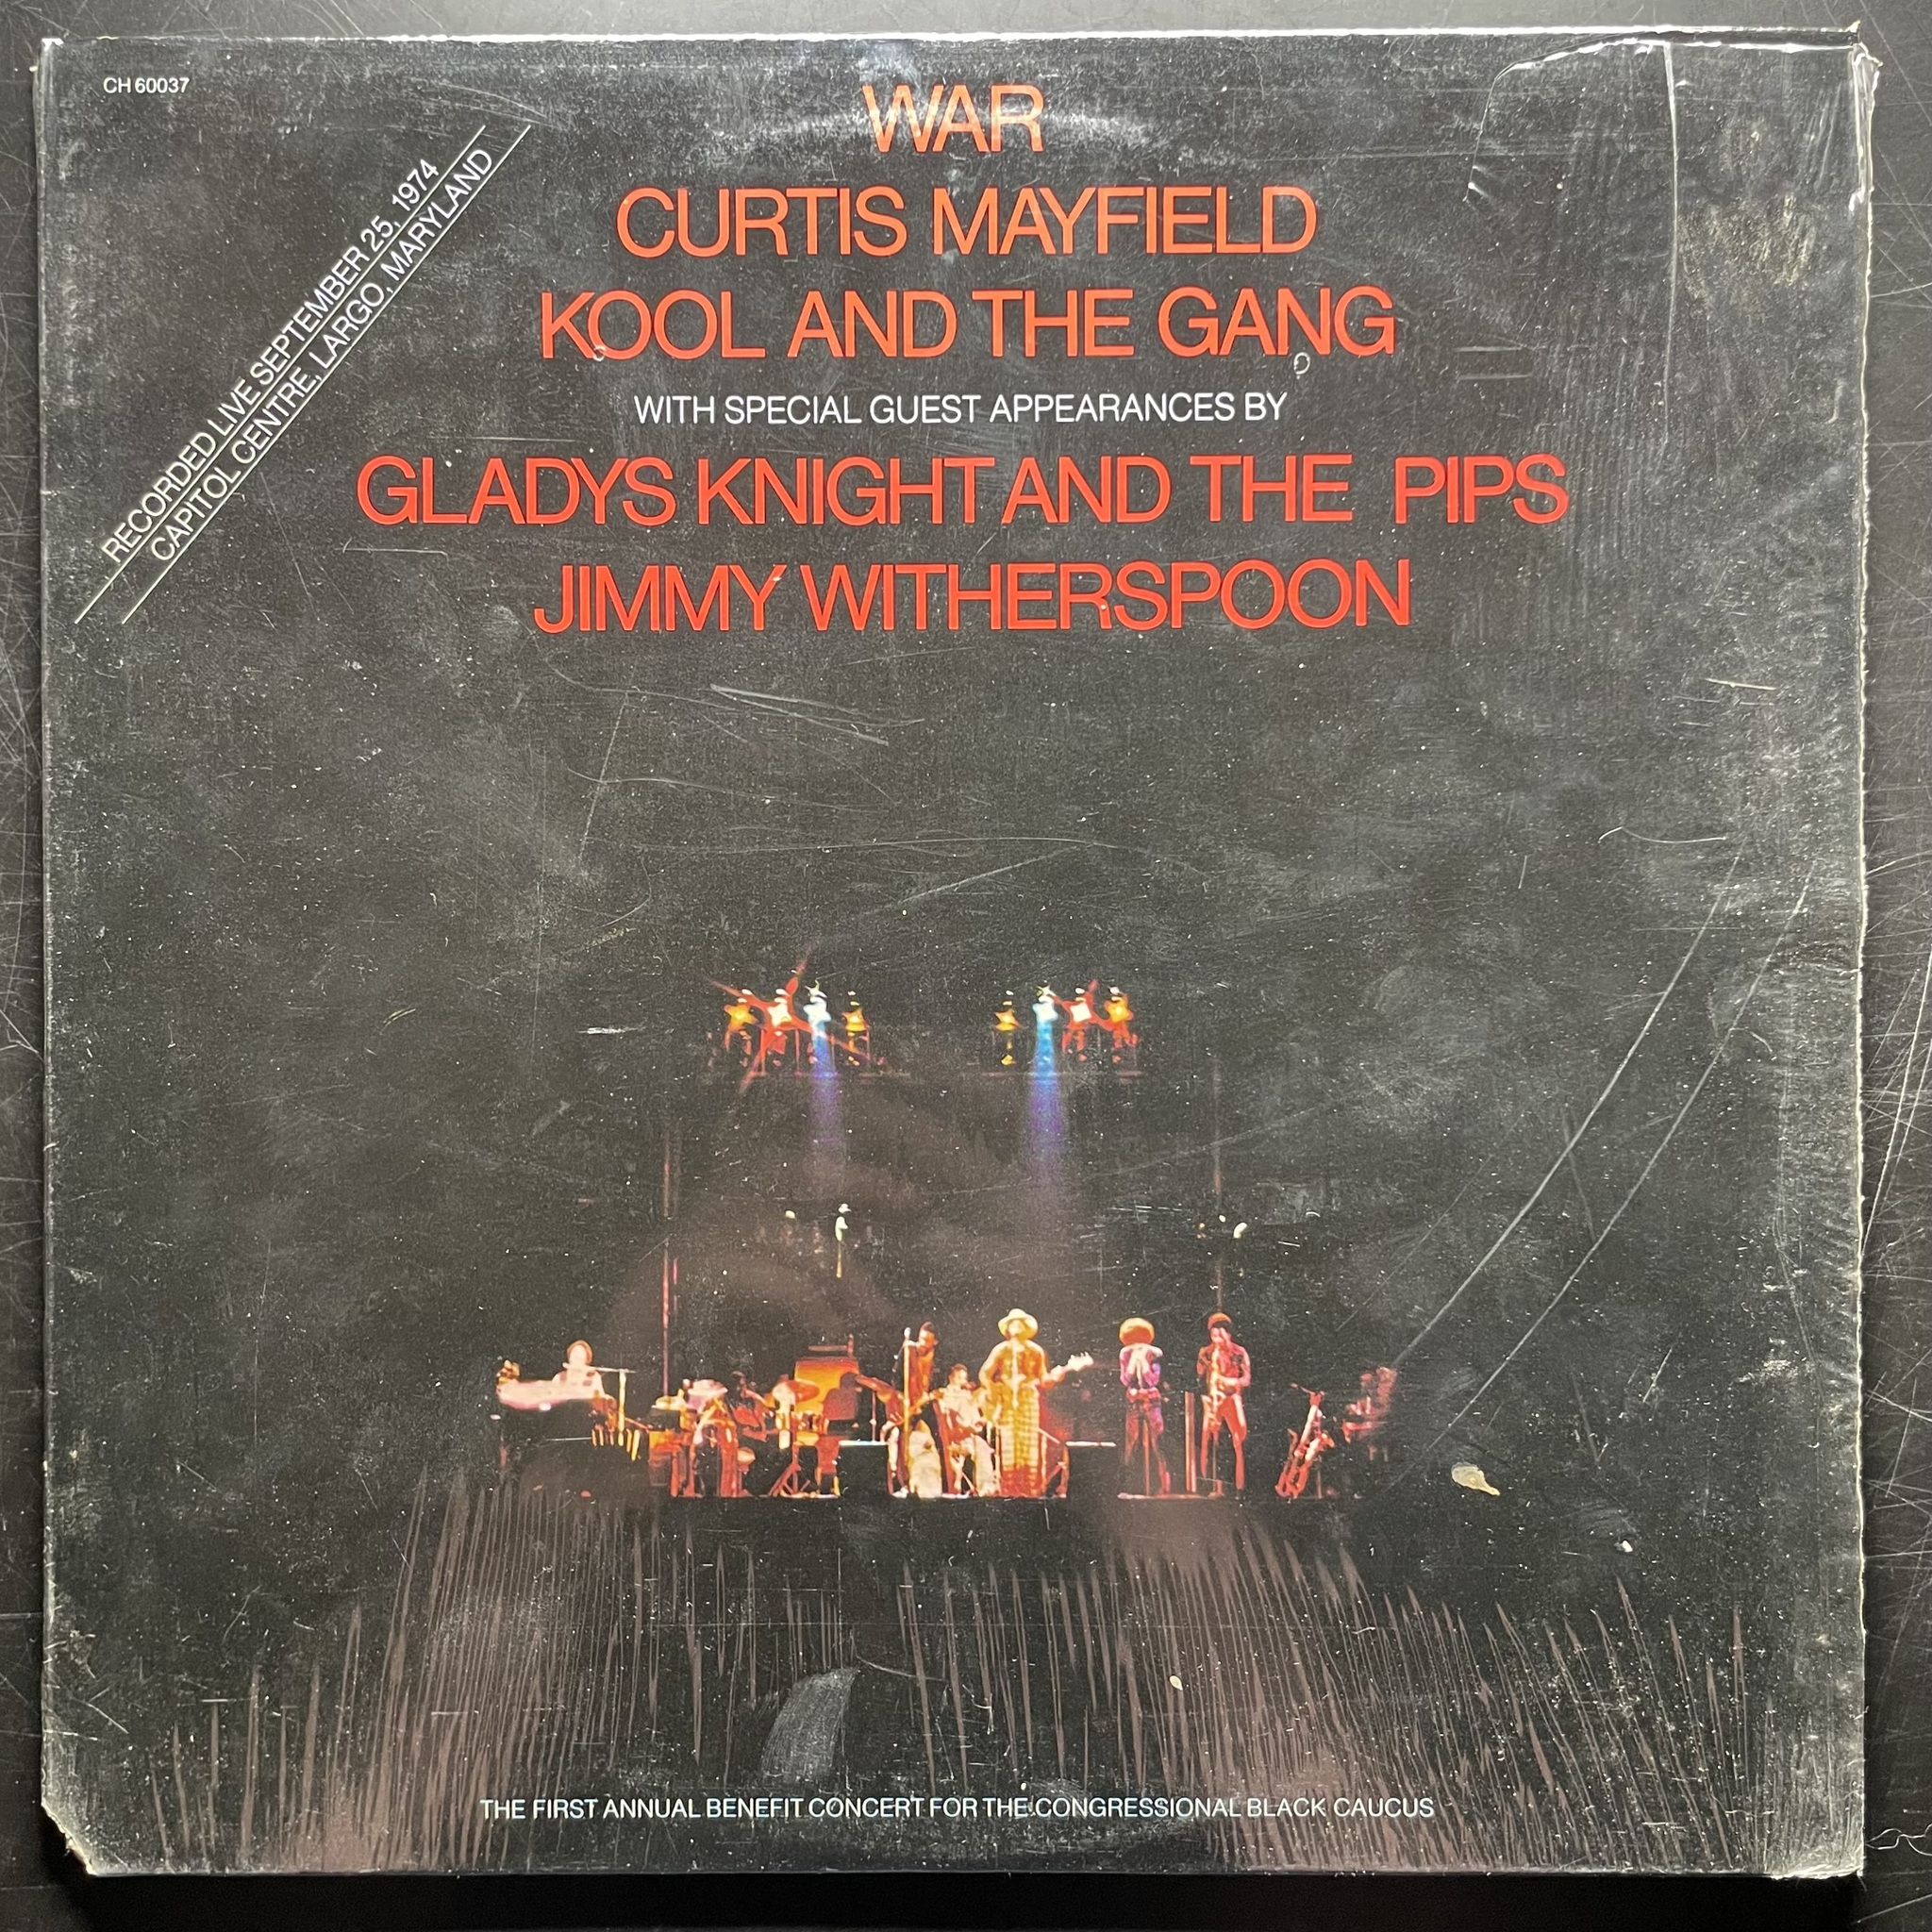 CH 60037
RECORDED LIVE SEPTEMBER 25, 1974
CAPITOL CENTRE, LARGO, MARYLAND
WAR
CURTIS MAYFIELD
KOOL AND THE GANG
WITH SPECIAL GUEST APPEARANCES BY
GLADYS KNIGHT AND THE PIPS
JIMMY WITHERSPOON
THE FIRST ANNUAL BENEFIT CONCERT FOR THE CONGRESSIONAL BLACK CAUCUS